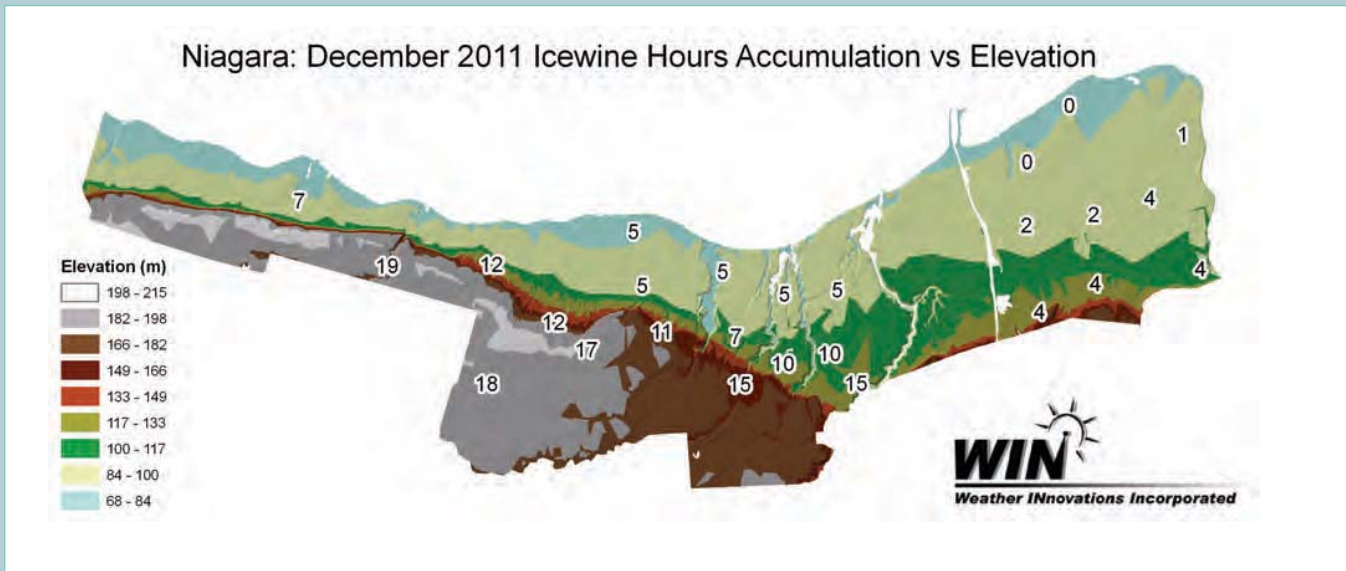 Niagara: December 2011 Icewine Hours Accumulation vs Elevation
0
1
0
7
4
2
2
5
19
12
5
4
5
5
5
4
4
12
11
7
17
10
10
18
15
15
Elevation (m)
198 - 215
182 - 198
166 - 182
149 - 166
133 - 149
117 - 133
100 - 117
84 - 100
68 - 84
WIN
Weather INnovations Incorporated